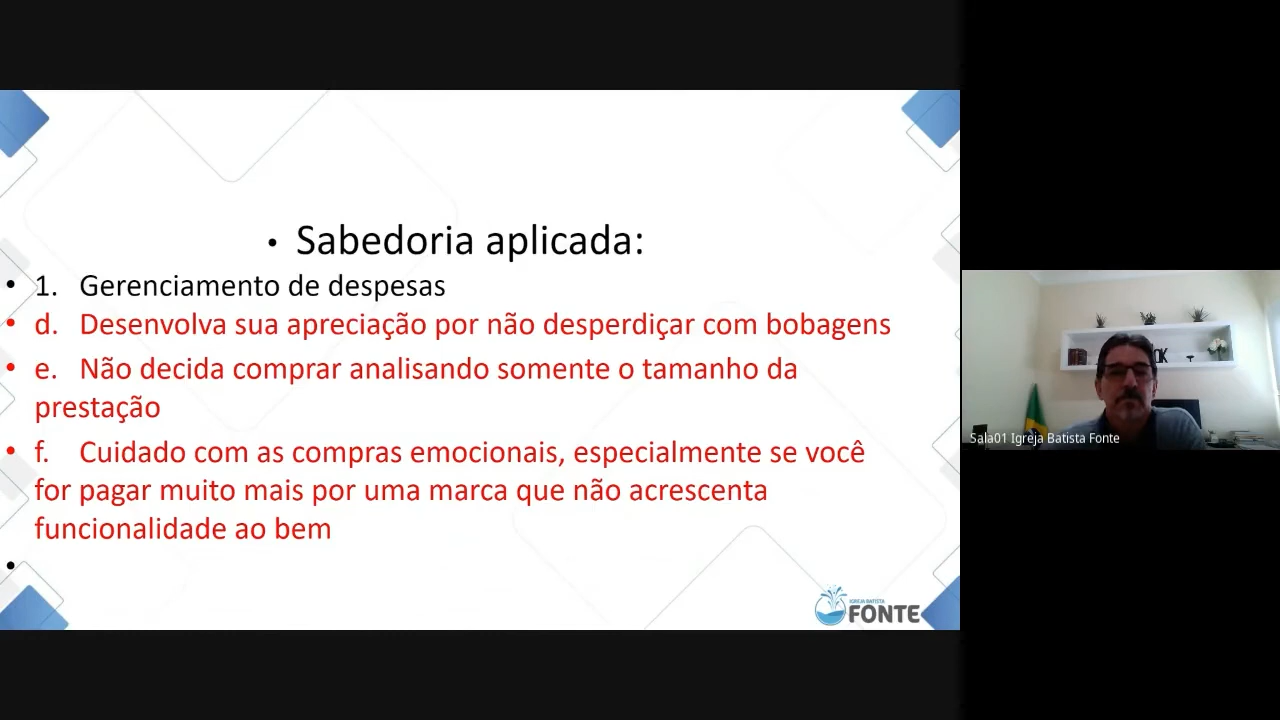 • Sabedoria aplicada:
• 1. Gerenciamento de despesas
• d. Desenvolva sua apreciação por não desperdiçar com bobagens
• e. Não decida comprar analisando somente o tamanho da
prestação
• f. Cuidado com as compras emocionais, especialmente se você
for pagar muito mais por uma marca que não acrescenta
funcionalidade ao bem
•
IGREJA BATISTA
FONTE
Sala01 Igreja Batista Fonte